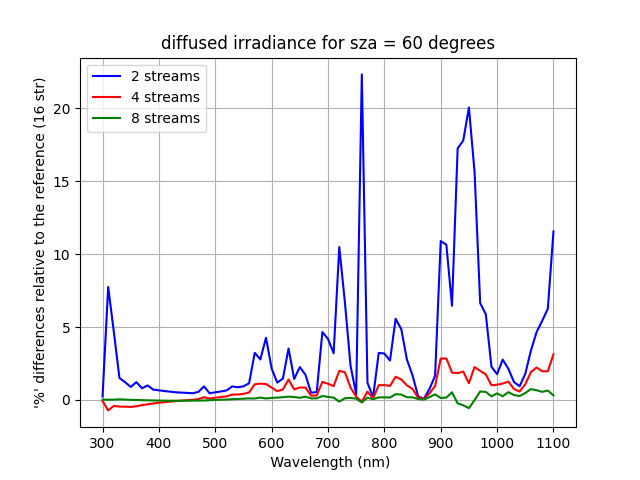 diffused irradiance for sza = 60 degrees
2 streams
4 streams
8 streams
'%' differences relative to the reference (16 str)
20
15
10
5
0
300 400 500 600 700 800 900 1000 1100
Wavelength (nm)